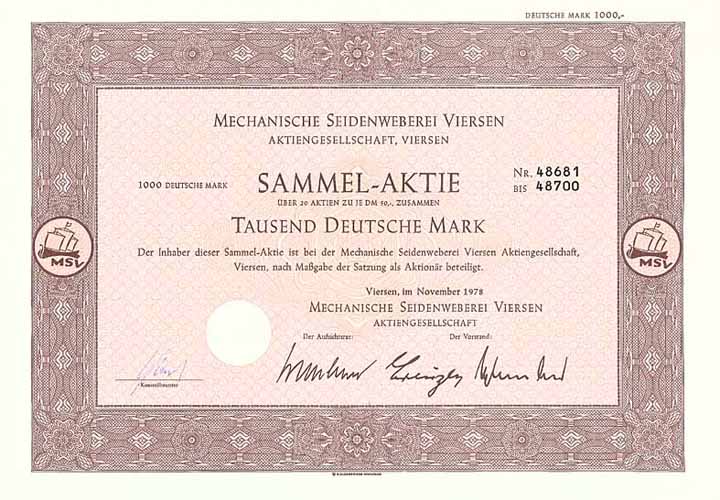 DEUTSCHE MARK 1000,-
MECHANISCHE SEIDENWEBEREI VIERSEN
AKTIENGESELLSCHAFT, VIERSEN
1000 DEUTSCHE MARK
SAMMEL-AKTIE
NR. 48681
BIS 48700
ÜBER 20 AKTIEN ZU JE DM 50,-, ZUSAMMEN
TAUSEND DEUTSCHE MARK
Der Inhaber dieser Sammel-Aktie ist bei der Mechanische Seidenweberei Viersen Aktiengesellschaft,
Viersen, nach Maßgabe der Satzung als Aktionär beteiligt.
MSV
MSV
Viersen, im November 1978
MECHANISCHE SEIDENWEBEREI VIERSEN
AKTIENGESELLSCHAFT
Der Aufsichtsrat: Der Vorstand:
Kontrollbeamter